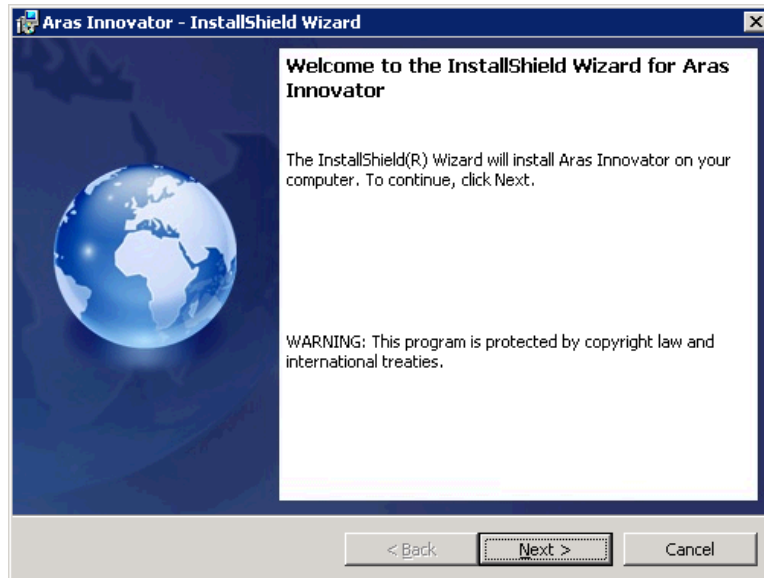 Aras Innovator - InstallShield Wizard
Welcome to the InstallShield Wizard for Aras
Innovator
The InstallShield(R) Wizard will install Aras Innovator on your
computer. To continue, click Next.
WARNING: This program is protected by copyright law and
international treaties.
< Back
Next >
Cancel